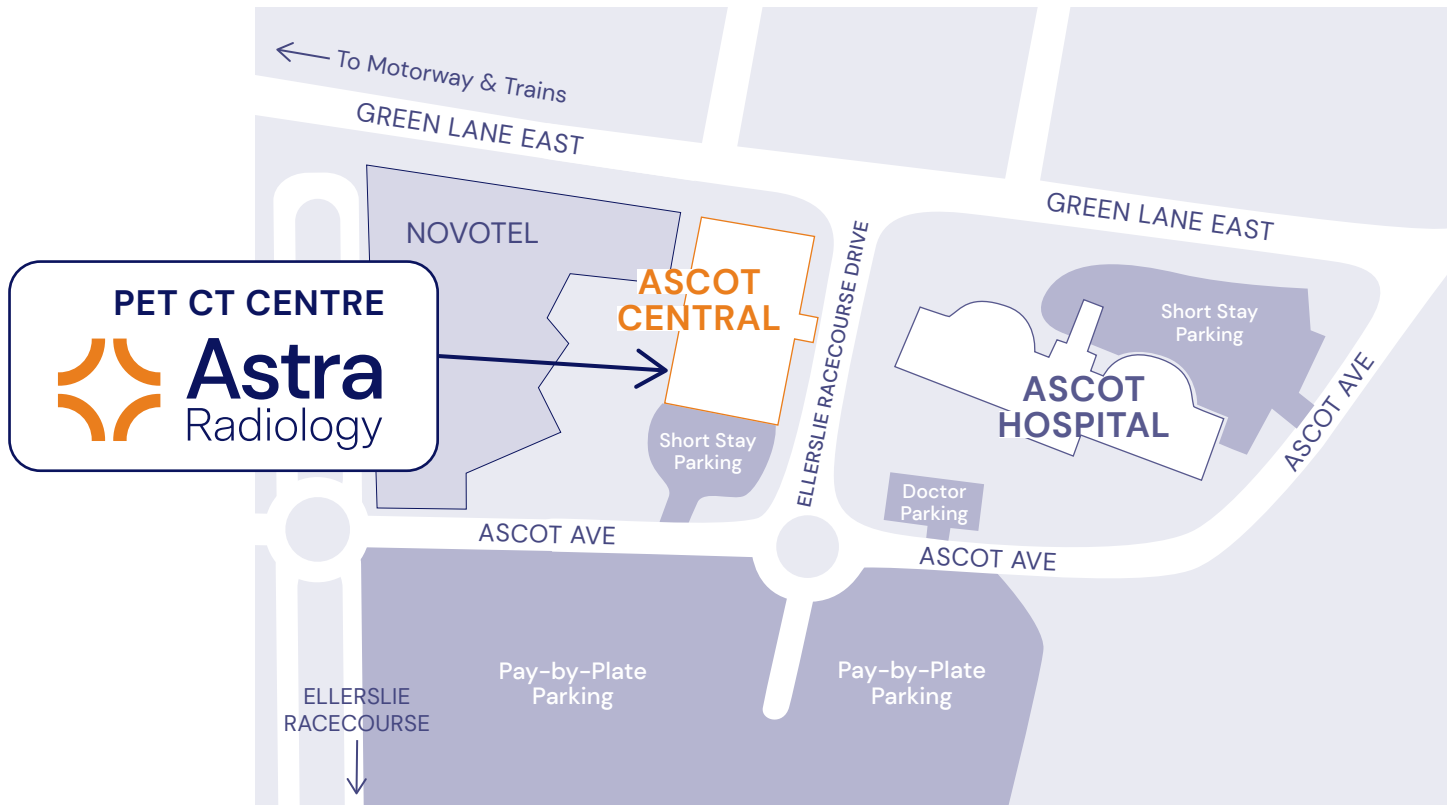 To Motorway & Trains
GREEN LANE EAST
GREEN LANE EAST
NOVOTEL
ELLERSLIE RACECOURSE DRIVE
ASCOT
CENTRAL
PET CT CENTRE
Astra
Radiology
Short Stay
Parking
ASCOT
HOSPITAL
ASCOT AVE
Short Stay
Parking
Doctor
Parking
ASCOT AVE
ASCOT AVE
Pay-by-Plate
Parking
Pay-by-Plate
Parking
ELLERSLIE
RACECOURSE